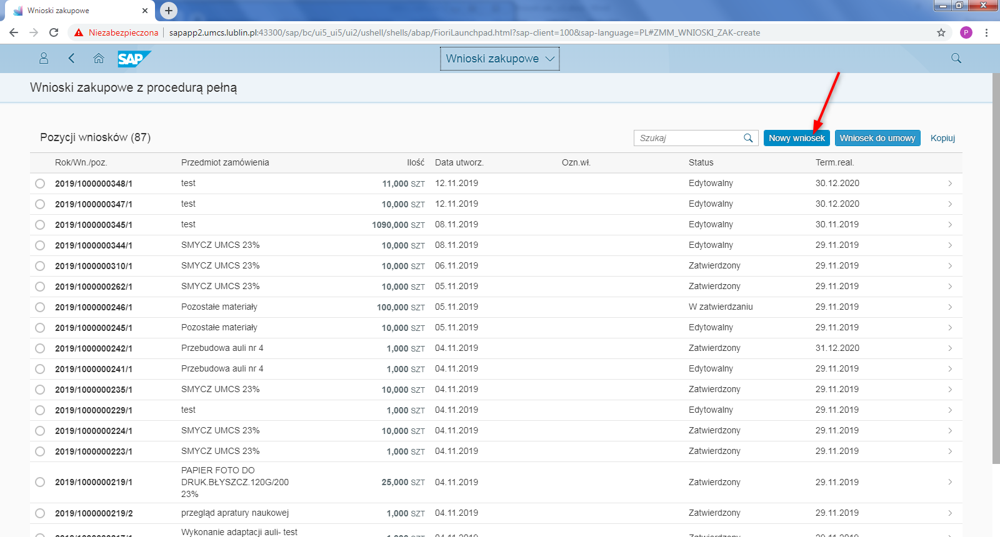 Wnioski zakupowe
Niezabezpieczona sapapp2.umcs.lublin.pl:43300/sap/bc/ui5_ui5/ui2/ushell/shells/abap/FioriLaunchpad.html?sap-client=100&sap-language=PL#ZMM_WNIOSKI_ZAK-create P
SAP Wnioski zakupowe
Wnioski zakupowe z procedurą pełną
Pozycji wniosków (87) Szukaj Nowy wniosek Wniosek do umowy Kopiuj
Rok/Wn./poz. Przedmiot zamówienia Ilość Data utworz. Ozn.wł. Status Term.real.
2019/1000000348/1 test 11,000 SZT 12.11.2019 Edytowalny 30.12.2020
2019/1000000347/1 test 10,000 SZT 12.11.2019 Edytowalny 30.12.2020
2019/1000000345/1 test 1090,000 SZT 08.11.2019 Edytowalny 30.11.2019
2019/1000000344/1 SMYCZ UMCS 23% 10,000 SZT 08.11.2019 Edytowalny 29.11.2019
2019/1000000310/1 SMYCZ UMCS 23% 10,000 SZT 06.11.2019 Zatwierdzony 29.11.2019
2019/1000000262/1 SMYCZ UMCS 23% 10,000 SZT 05.11.2019 Zatwierdzony 29.11.2019
2019/1000000246/1 Pozostałe materiały 100,000 SZT 05.11.2019 W zatwierdzaniu 29.11.2019
2019/1000000245/1 Pozostałe materiały 10,000 SZT 05.11.2019 Edytowalny 29.11.2019
2019/1000000242/1 Przebudowa auli nr 4 1,000 SZT 04.11.2019 Zatwierdzony 31.12.2020
2019/1000000241/1 Przebudowa auli nr 4 1,000 SZT 04.11.2019 Edytowalny 29.11.2019
2019/1000000235/1 SMYCZ UMCS 23% 10,000 SZT 04.11.2019 Zatwierdzony 29.11.2019
2019/1000000229/1 test 1,000 SZT 04.11.2019 Edytowalny 29.11.2019
2019/1000000224/1 SMYCZ UMCS 23% 10,000 SZT 04.11.2019 Zatwierdzony 29.11.2019
2019/1000000223/1 SMYCZ UMCS 23% 1,000 SZT 04.11.2019 Zatwierdzony 29.11.2019
PAPIER FOTO DO
2019/1000000219/1 DRUK.BŁYSZCZ.120G/200 25,000 SZT 04.11.2019 Zatwierdzony 29.11.2019
23%
2019/1000000219/2 przegląd apratury naukowej 1,000 SZT 04.11.2019 Zatwierdzony 29.11.2019
Wykonanie adaptacji auli- test